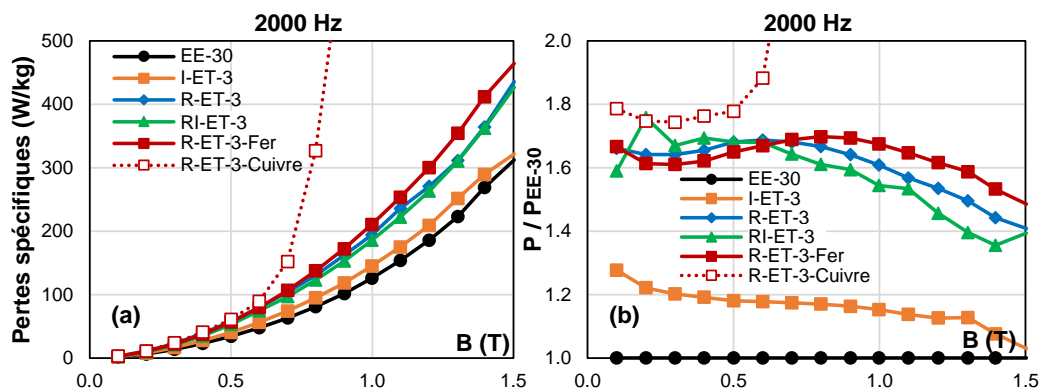 2000 Hz
Pertes spécifiques (W/kg)
500
400
300
200
100
0
EE-30
I-ET-3
R-ET-3
RI-ET-3
R-ET-3-Fer
R-ET-3-Cuivre
(a)
B (T)
0.0 0.5 1.0 1.5
2000 Hz
P / PEE-30
2.0
1.8
1.6
1.4
1.2
1.0
EE-30
I-ET-3
R-ET-3
RI-ET-3
R-ET-3-Fer
R-ET-3-Cuivre
(b)
B (T)
0.0 0.5 1.0 1.5